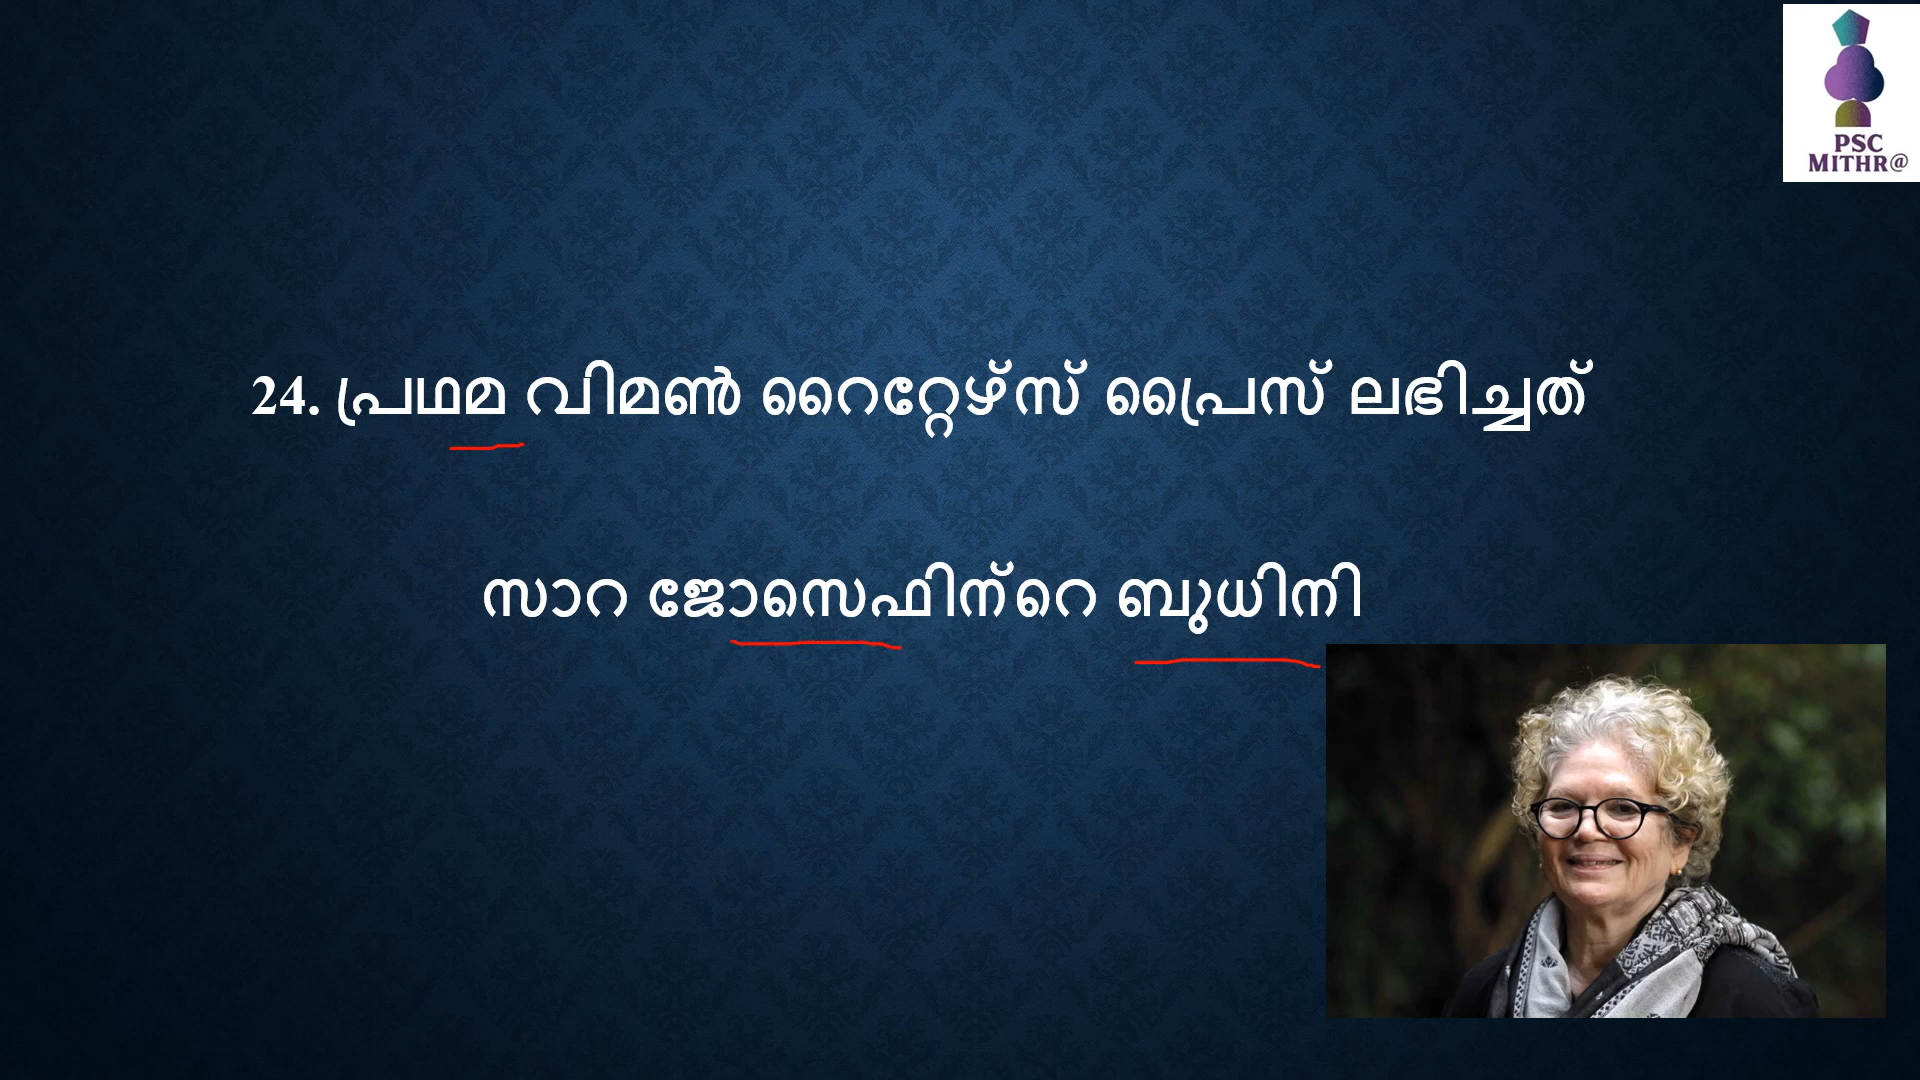 PSC
MITHR@
24. പ്രഥമ വിമൺ റൈറ്റേഴ്സ് പ്രൈസ് ലഭിച്ചത്
സാറ ജോസെഫിന്റെ ബുധിനി